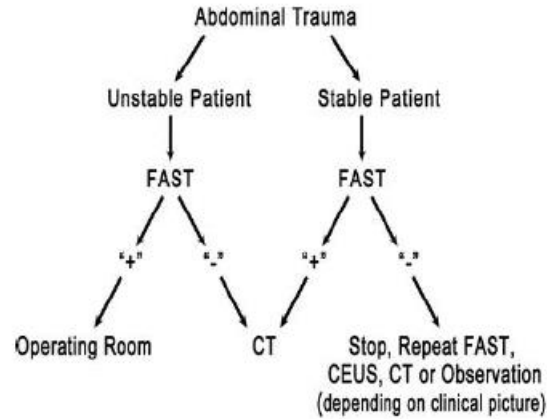 Abdominal Trauma
Unstable Patient Stable Patient
FAST FAST
“+” “-” “+” “-”
Operating Room CT Stop, Repeat FAST,
CEUS, CT or Observation
(depending on clinical picture)